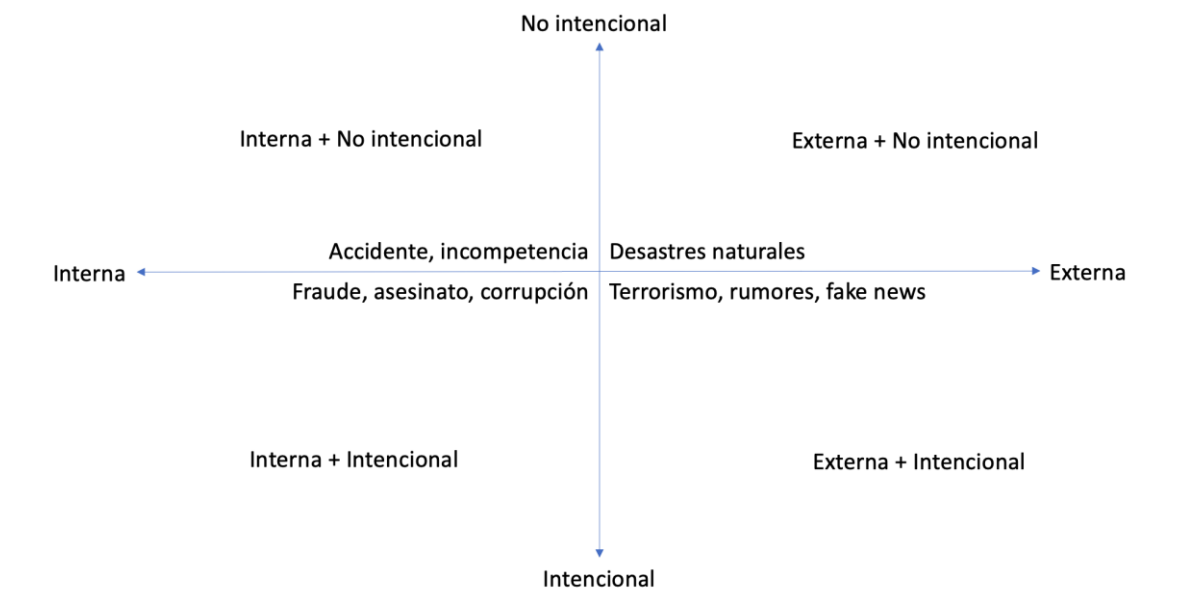 No intencional
Interna + No intencional
Externa + No intencional
Accidente, incompetencia
Desastres naturales
Interna
Externa
Fraude, asesinato, corrupción
Terrorismo, rumores, fake news
Interna + Intencional
Externa + Intencional
Intencional